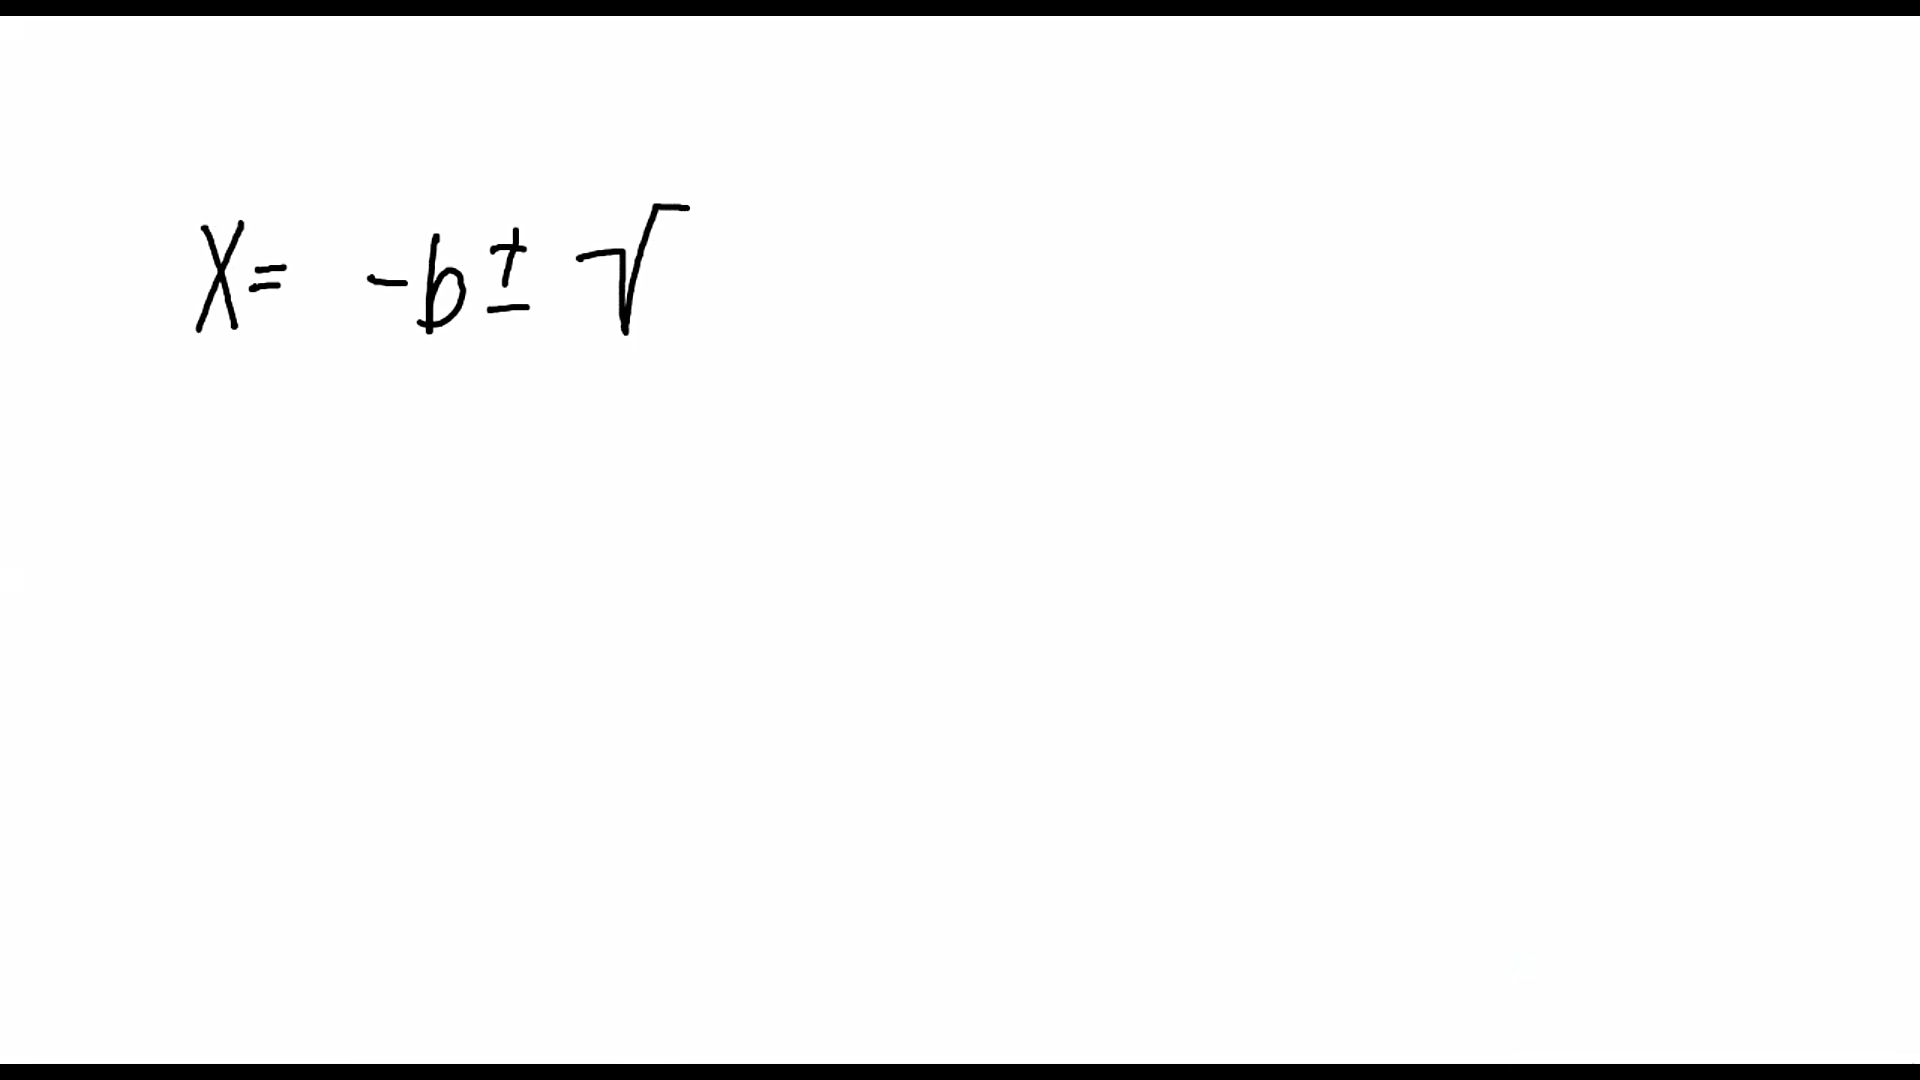 X= -b ± √